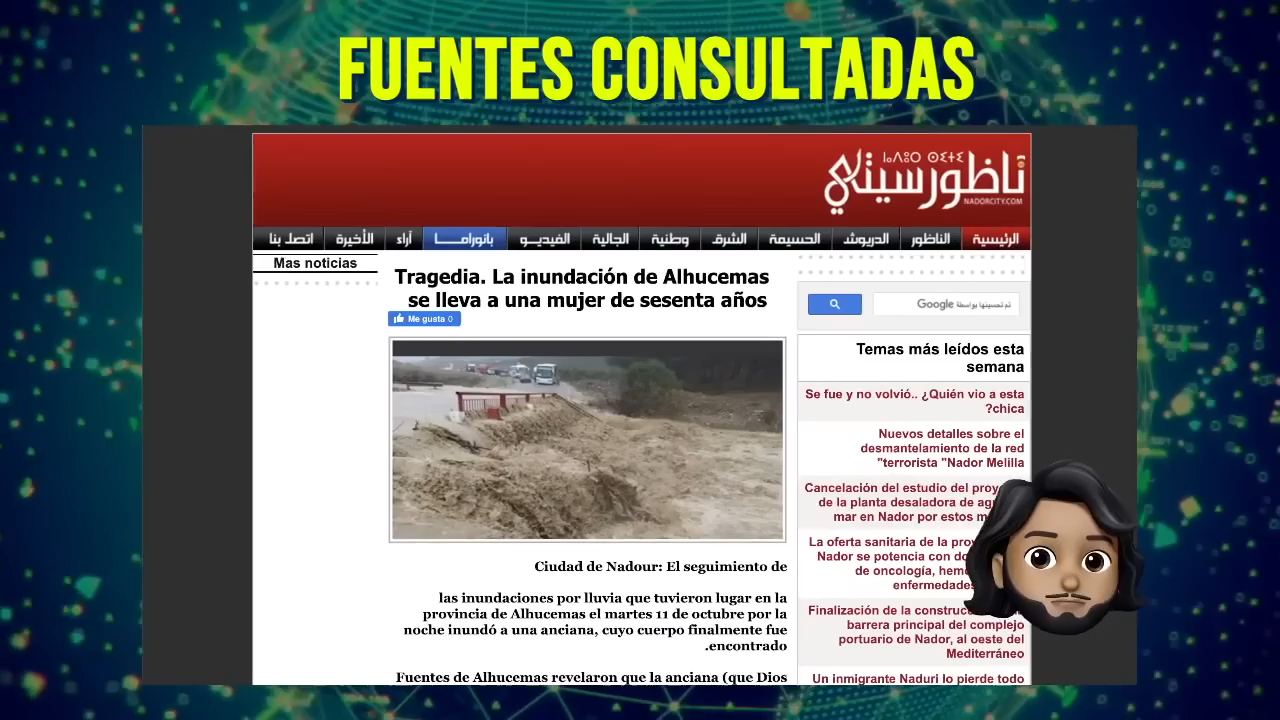 FUENTES CONSULTADAS
ⵏⴰⴷⵓⵔ ⵙⵉⵜⵉ
ناظورسيتي
NADORCITY.COM
الرئيسية الناظور الدريوش الحسيمة الشرق وطنية الجالية الفيديو بانوراما آراء الأخيرة اتصل بنا
Mas noticias
Tragedia. La inundación de Alhucemas
se lleva a una mujer de sesenta años
Me gusta 0
Ciudad de Nadour: El seguimiento de
las inundaciones por lluvia que tuvieron lugar en la
provincia de Alhucemas el martes 11 de octubre por la
noche inundó a una anciana, cuyo cuerpo finalmente fue
.encontrado
Fuentes de Alhucemas revelaron que la anciana (que Dios
تم تحسينها بواسطة Google
Temas más leídos esta
semana
Se fue y no volvió.. ¿Quién vio a esta
?chica
Nuevos detalles sobre el
desmantelamiento de la red
"terrorista "Nador Melilla
Cancelación del estudio del
de la planta desaladora de
mar en Nador por estos
La oferta sanitaria de la
Nador se potencia con
de oncología,
enfermedades
Finalización de la
barrera principal del complejo
portuario de Nador, al oeste del
Mediterráneo
Un inmigrante Naduri lo pierde todo